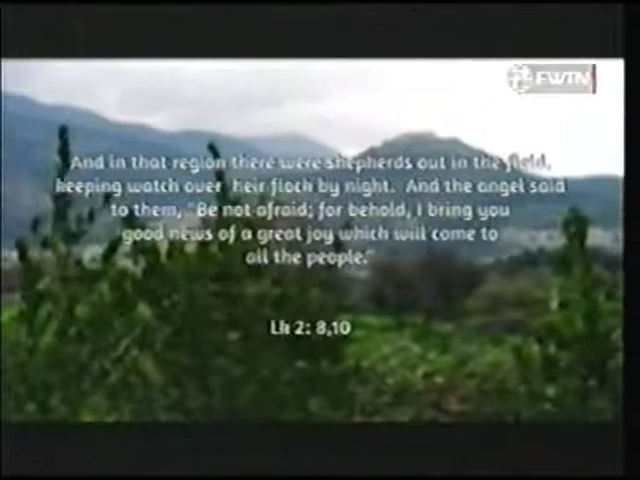 EWTN
And in that region there were shepherds out in the field,
keeping watch over heir flock by night. And the angel said
to them, "Be not afraid; for behold, I bring you
good news of a great joy which will come to
all the people."
Lk 2: 8,10